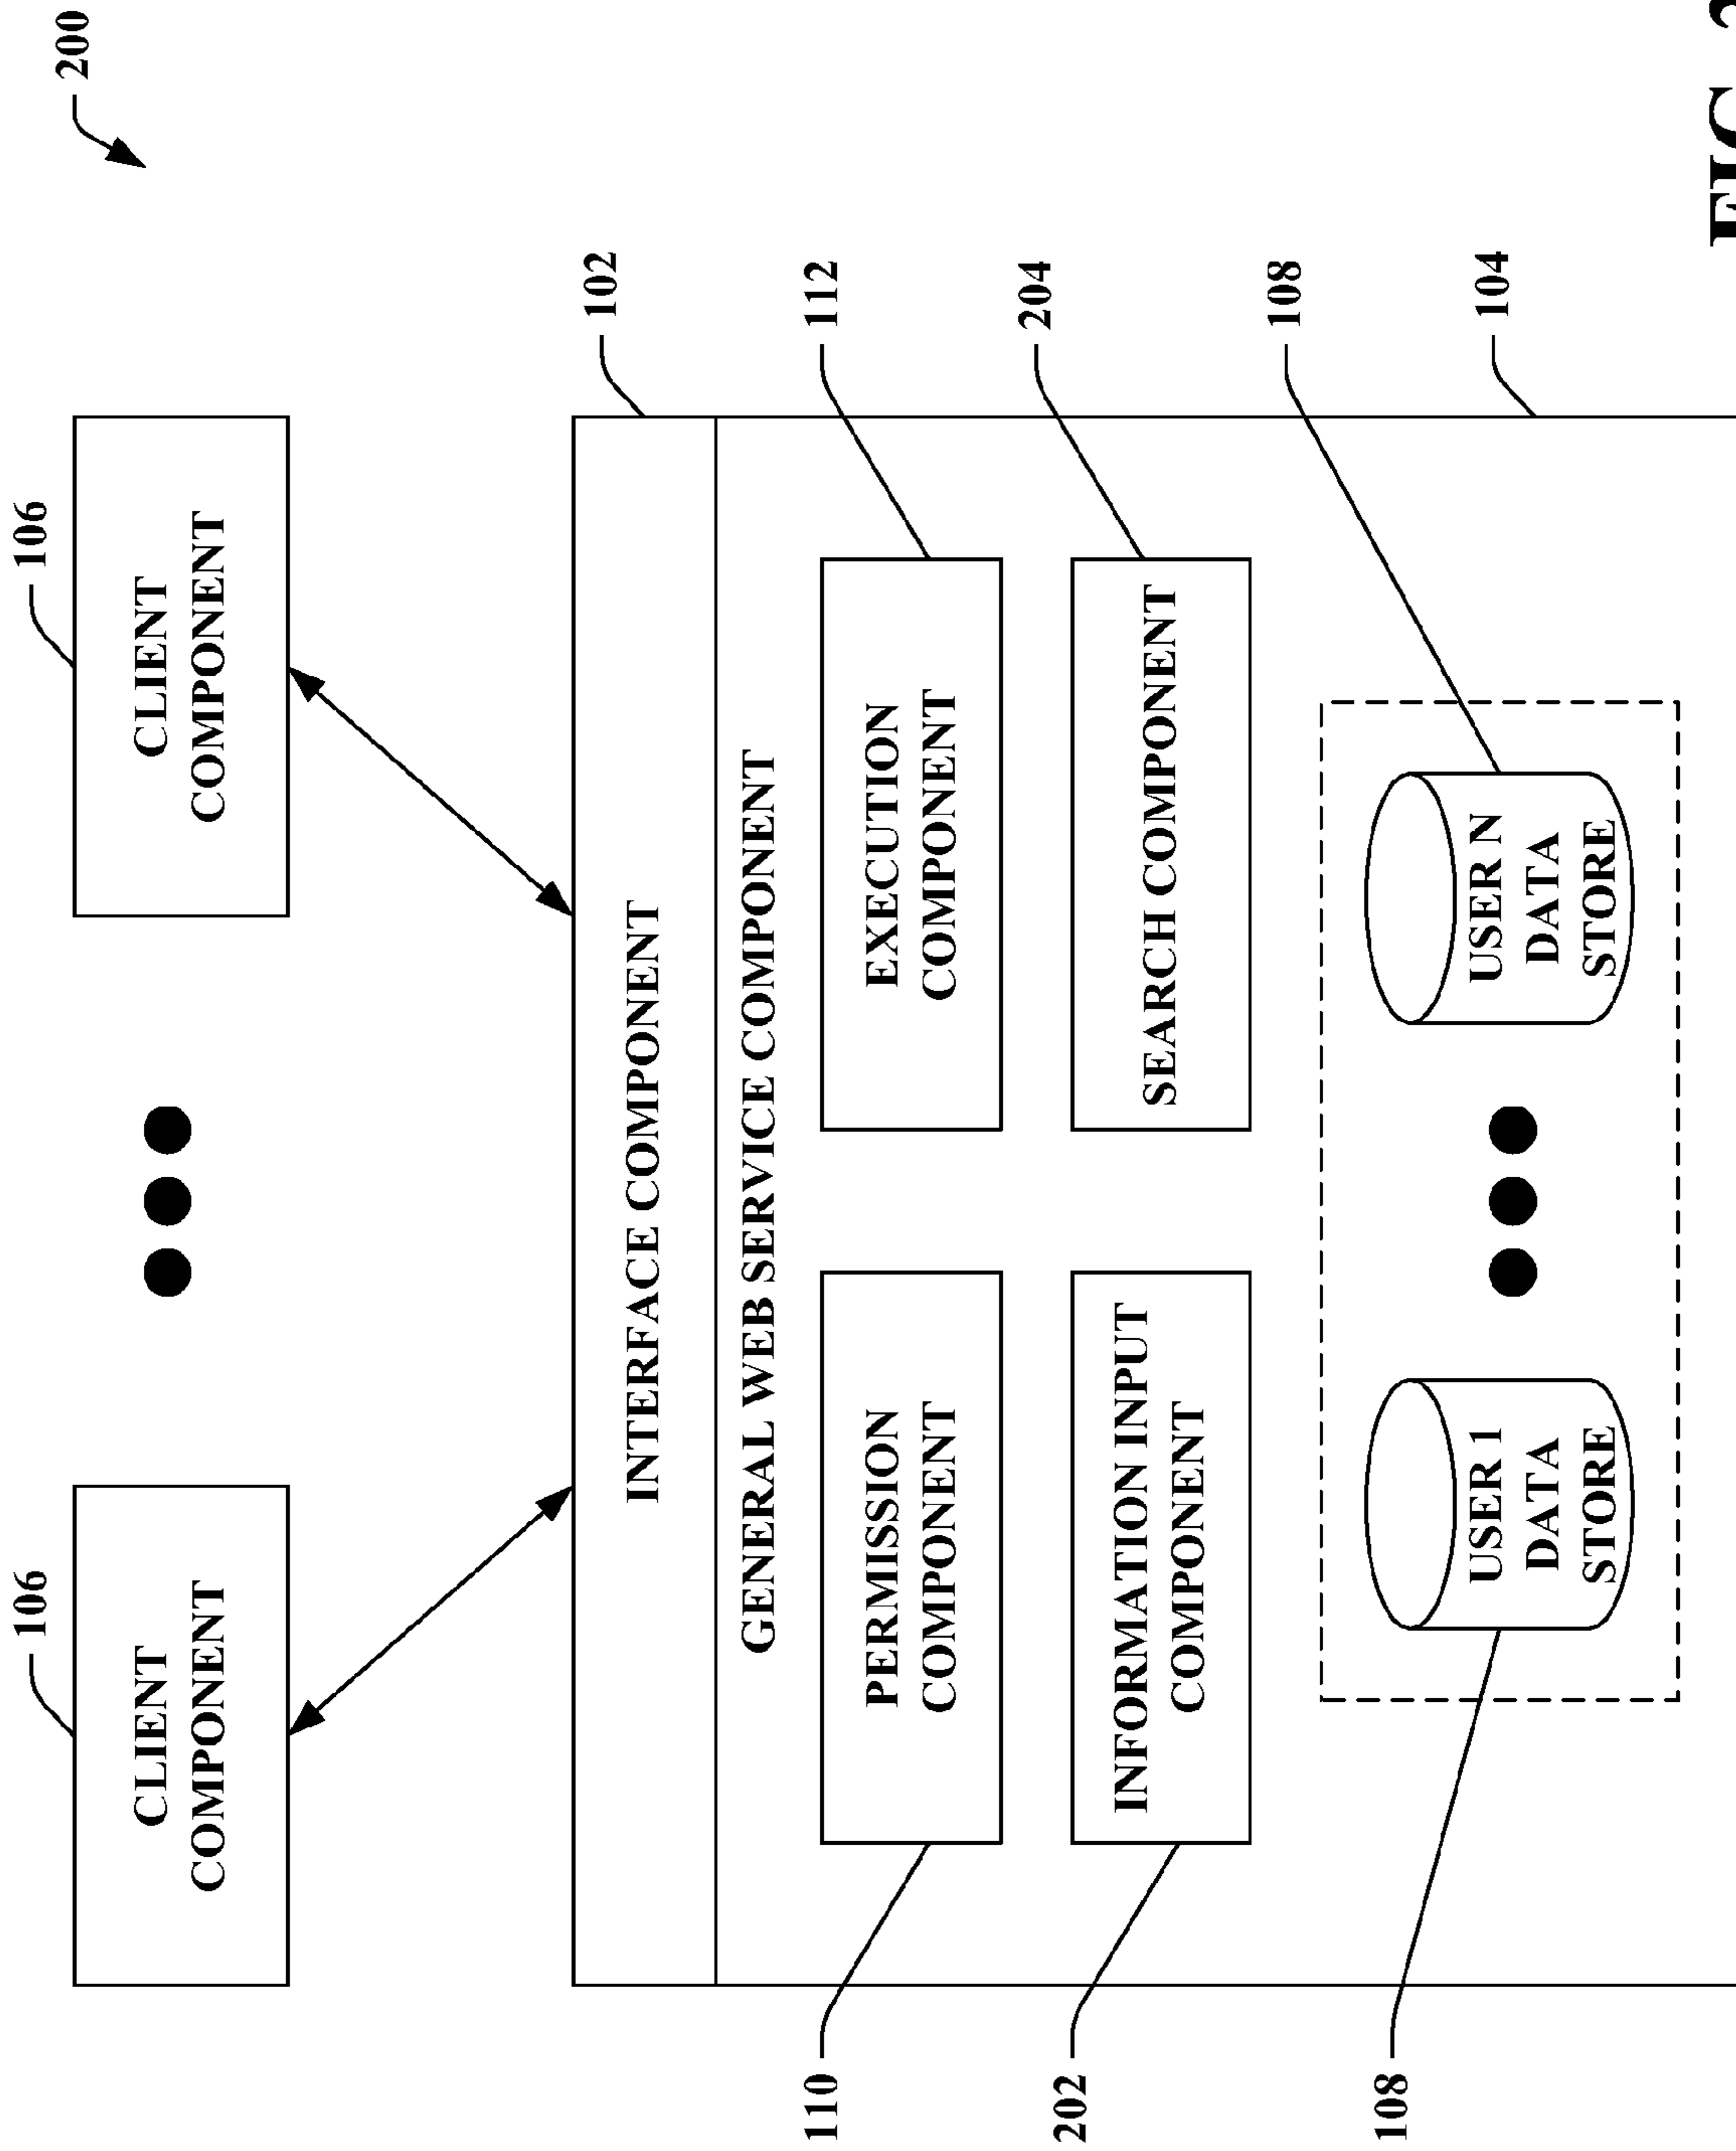 200
106
106
CLIENT
COMPONENT
CLIENT
COMPONENT
102
INTERFACE COMPONENT
GENERAL WEB SERVICE COMPONENT
110
PERMISSION
COMPONENT
EXECUTION
COMPONENT
112
202
INFORMATION INPUT
COMPONENT
SEARCH COMPONENT
204
108
108
USER 1
DATA
STORE
USER N
DATA
STORE
104